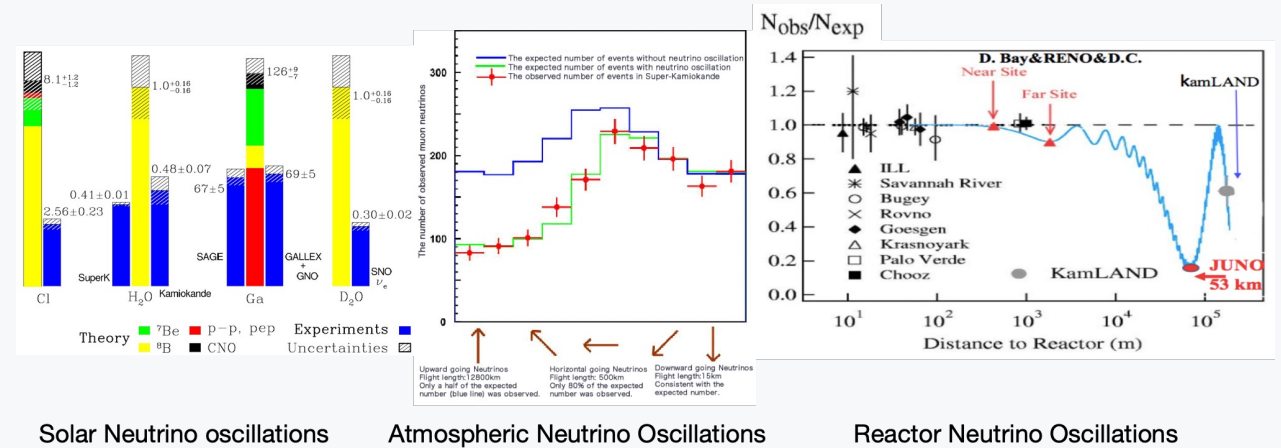 8.1+1.2−1.2
2.56±0.23
Cl
SuperK
0.41±0.01
1.0+0.16−0.16
0.48±0.07
H2O
Kamiokande
SAGE
67±5
126+9−7
69±5
GALLEX
+
GNO
Ga
1.0+0.16−0.16
0.30±0.02
SNO
νe
D2O
Theory
7Be
p−p, pep
8B
CNO
Experiments
Uncertainties
Solar Neutrino oscillations
The number of observed muon neutrinos
300
200
100
0
The expected number of events without neutrino oscillation
The expected number of events with neutrino oscillation
The observed number of events in Super-Kamiokande
Upward going Neutrinos
Flight length:12800km
Only a half of the expected
number (blue line) was observed.
Horizontal going Neutrinos
Flight length: 500km
Only 80% of the expected
number was observed.
Downward going Neutrinos
Flight length:15km
Consistent with the
expected number.
Atmospheric Neutrino Oscillations
Nobs/Nexp
1.4
1.2
1.0
0.8
0.6
0.4
0.2
0.0
D. Bay&RENO&D.C.
Near Site
Far Site
kamLAND
ILL
Savannah River
Bugey
Rovno
Goesgen
Krasnoyark
Palo Verde
Chooz
KamLAND
JUNO
53 km
10^1
10^2
10^3
10^4
10^5
Distance to Reactor (m)
Reactor Neutrino Oscillations